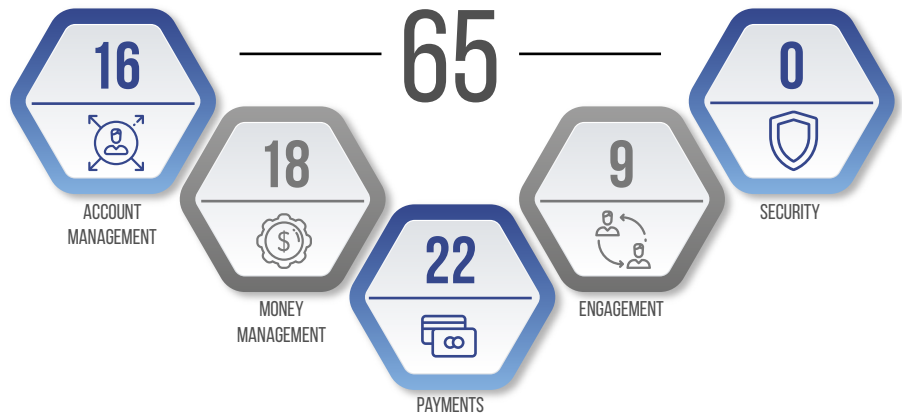 65
16
ACCOUNT
MANAGEMENT
18
$
MONEY
MANAGEMENT
22
PAYMENTS
9
ENGAGEMENT
0
SECURITY